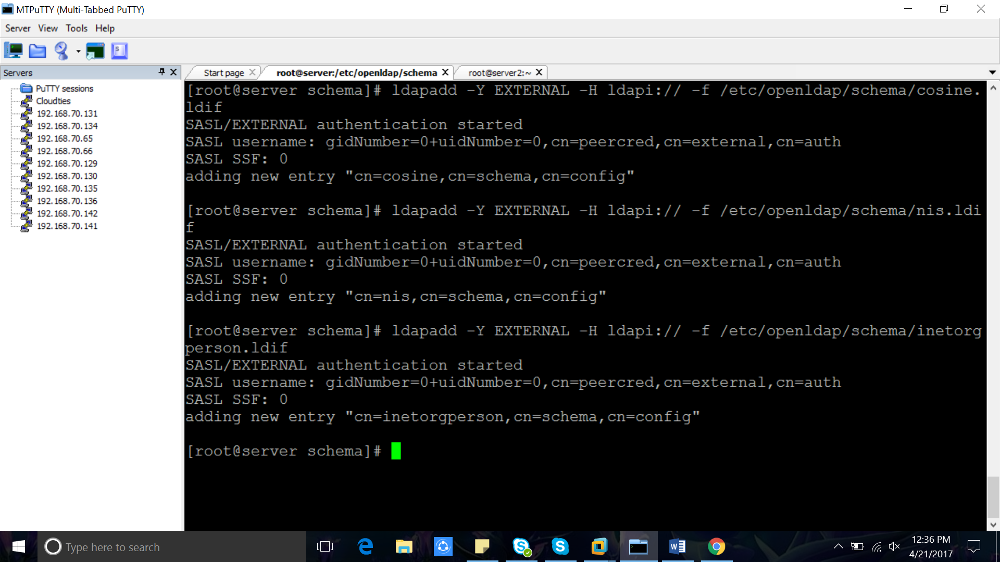 MTPuTTY (Multi-Tabbed PuTTY)
Server View Tools Help
Servers
Start page
root@server:/etc/openldap/schema
root@server2:~
PuTTY sessions
Cloudties
192.168.70.131
192.168.70.134
192.168.70.65
192.168.70.66
192.168.70.129
192.168.70.130
192.168.70.135
192.168.70.136
192.168.70.142
192.168.70.141
[root@server schema]# ldapadd -Y EXTERNAL -H ldapi:// -f /etc/openldap/schema/cosine.
ldif
SASL/EXTERNAL authentication started
SASL username: gidNumber=0+uidNumber=0,cn=peercred,cn=external,cn=auth
SASL SSF: 0
adding new entry "cn=cosine,cn=schema,cn=config"
[root@server schema]# ldapadd -Y EXTERNAL -H ldapi:// -f /etc/openldap/schema/nis.ldi
f
SASL/EXTERNAL authentication started
SASL username: gidNumber=0+uidNumber=0,cn=peercred,cn=external,cn=auth
SASL SSF: 0
adding new entry "cn=nis,cn=schema,cn=config"
[root@server schema]# ldapadd -Y EXTERNAL -H ldapi:// -f /etc/openldap/schema/inetorg
person.ldif
SASL/EXTERNAL authentication started
SASL username: gidNumber=0+uidNumber=0,cn=peercred,cn=external,cn=auth
SASL SSF: 0
adding new entry "cn=inetorgperson,cn=schema,cn=config"
[root@server schema]#
Type here to search
12:36 PM
4/21/2017